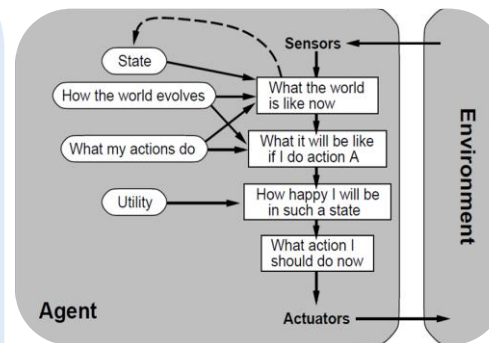 Sensors
State
How the world evolves
What the world
is like now
What my actions do
What it will be like
if I do action A
Utility
How happy I will be
in such a state
What action I
should do now
Agent
Actuators
Environment